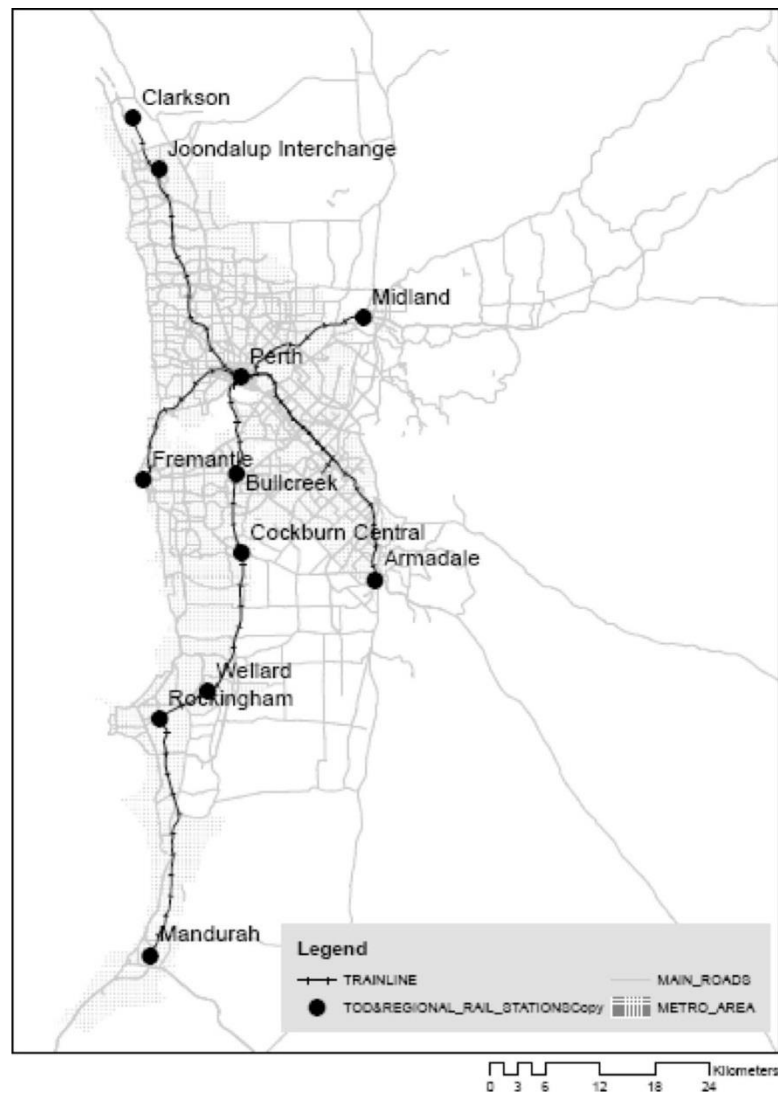 Clarkson
Joondalup Interchange
Midland
Perth
Fremantle
Bullcreek
Cockburn Central
Armadale
Wellard
Rockingham
Mandurah
Legend
TRAINLINE
MAIN_ROADS
TOD&REGIONAL_RAIL_STATIONSCopy
METRO_AREA
Kilometers
0 3 6 12 18 24